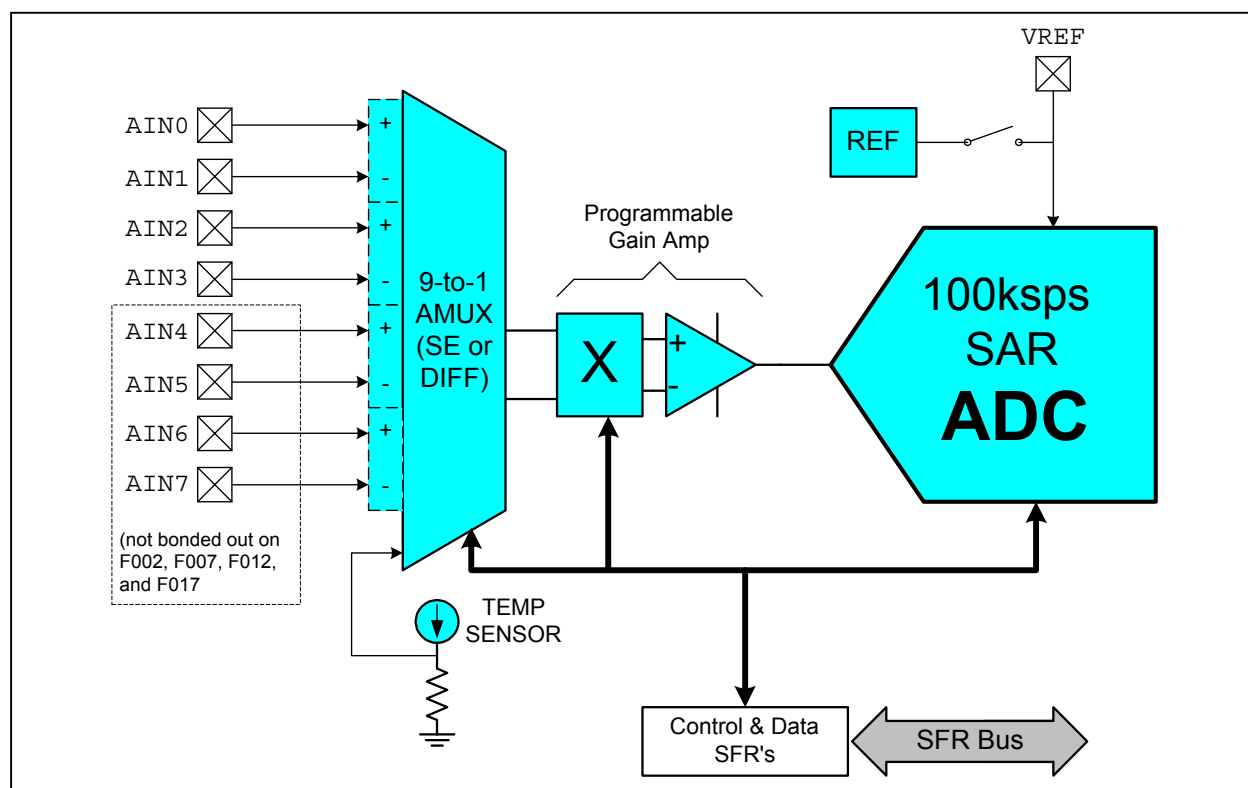 VREF
AIN0
+
REF
AIN1
-
AIN2
+
Programmable
Gain Amp
AIN3
-
9-to-1
AMUX
(SE or
DIFF)
100ksps
SAR
ADC
AIN4
+
X
+
-
AIN5
-
AIN6
+
AIN7
-
(not bonded out on
F002, F007, F012,
and F017
TEMP
SENSOR
Control & Data
SFR's
SFR Bus